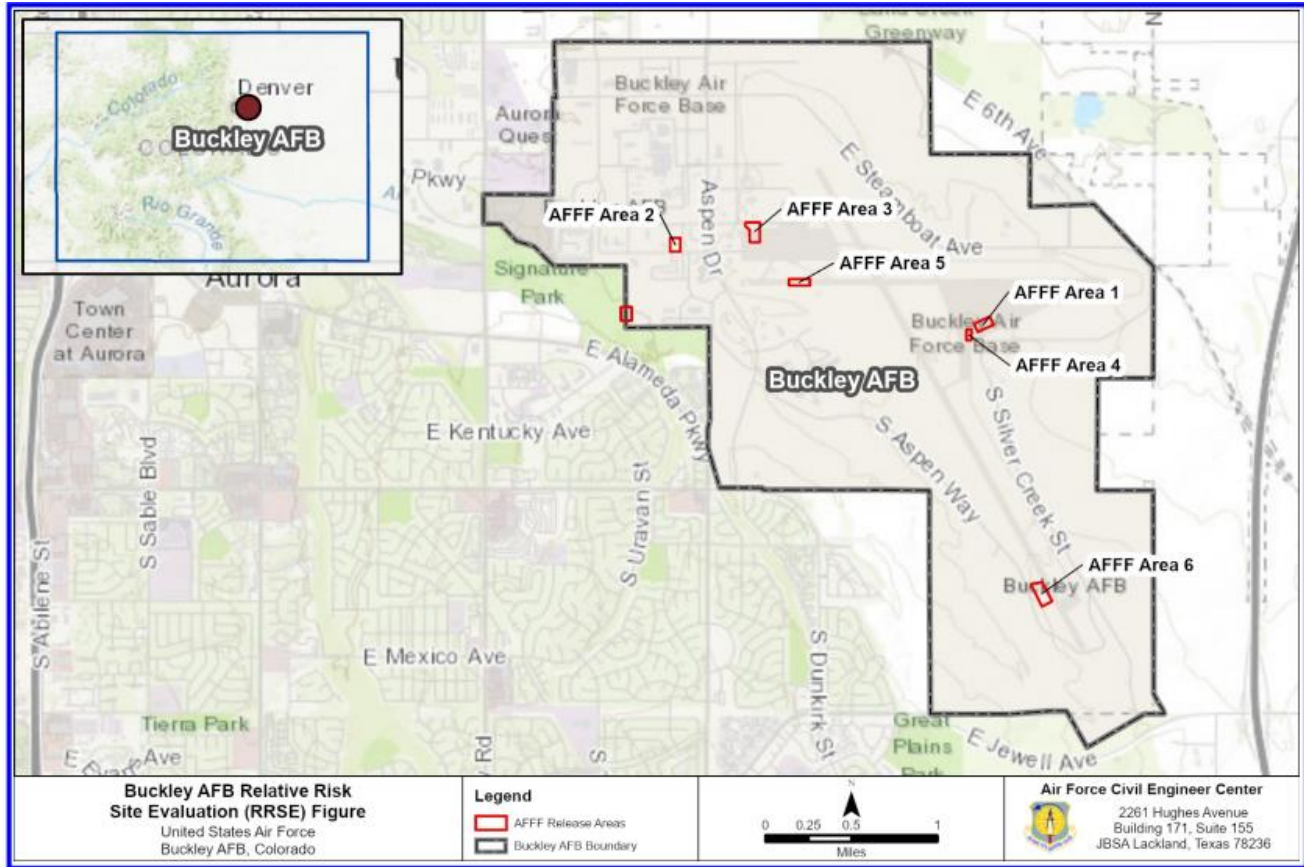 Denver
Colorado
Buckley AFB
Rio Grande
Greenway
Buckley Air
Force Base
E 6th Ave
Aurora
Pkwy
E Steamboat Ave
Aspen Dr
AFFF Area 2
AFFF Area 3
AFFF Area 5
AFFF Area 1
Buckley Air
Force Base
AFFF Area 4
Signature
Park
Aurora
Town
Center
at Aurora
E Alameda Pkwy
Buckley AFB
E Kentucky Ave
S Sable Blvd
S Uravan St
S Aspen Way
S Silver Creek St
S Abilene St
AFFF Area 6
Buckley AFB
E Mexico Ave
S Dunkirk St
Tierra Park
Great
Plains
Park
E Jewell Ave
Ave
Buckley AFB Relative Risk
Site Evaluation (RRSE) Figure
United States Air Force
Buckley AFB, Colorado
Legend
AFFF Release Areas
Buckley AFB Boundary
N
0 0.25 0.5 1
Miles
Air Force Civil Engineer Center
2261 Hughes Avenue
Building 171, Suite 155
JBSA Lackland, Texas 78236